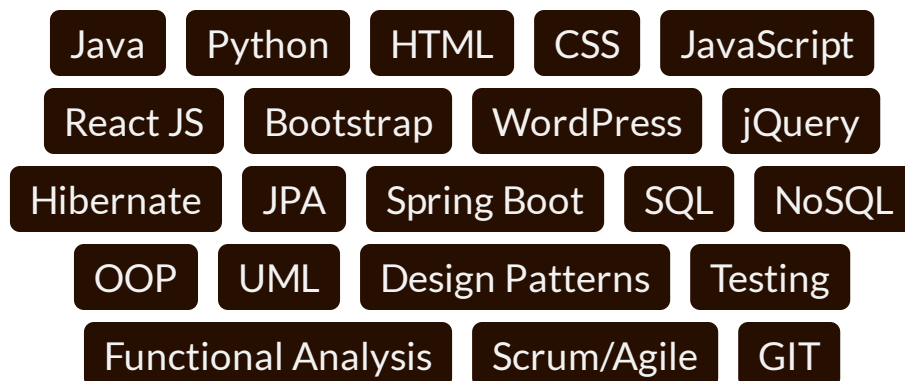 Java Python HTML CSS JavaScript
React JS Bootstrap WordPress jQuery
Hibernate JPA Spring Boot SQL NoSQL
OOP UML Design Patterns Testing
Functional Analysis Scrum/Agile GIT